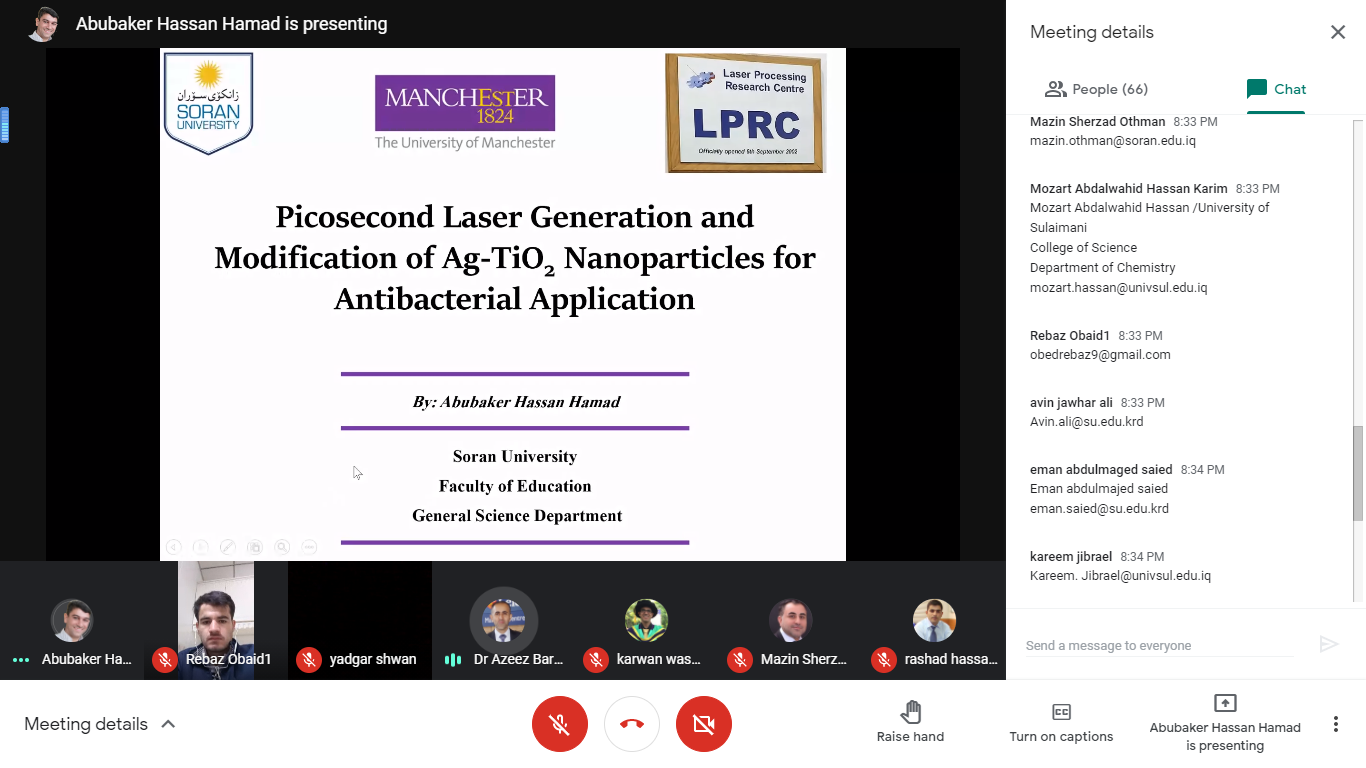 Abubaker Hassan Hamad is presenting
زانكۆی سۆران
SORAN
UNIVERSITY
MANCHESTER
1824
The University of Manchester
Laser Processing
Research Centre
LPRC
Officially opened 5th September 2002
Picosecond Laser Generation and
Modification of Ag-TiO₂ Nanoparticles for
Antibacterial Application
By: Abubaker Hassan Hamad
Soran University
Faculty of Education
General Science Department
Abubaker Ha...
Rebaz Obaid1
yadgar shwan
Dr Azeez Bar...
karwan was...
Mazin Sherz...
rashad hassa...
Meeting details
People (66)
Chat
Mazin Sherzad Othman 8:33 PM
mazin.othman@soran.edu.iq
Mozart Abdalwahid Hassan Karim 8:33 PM
Mozart Abdalwahid Hassan /University of
Sulaimani
College of Science
Department of Chemistry
mozart.hassan@univsul.edu.iq
Rebaz Obaid1 8:33 PM
obedrebaz9@gmail.com
avin jawhar ali 8:33 PM
Avin.ali@su.edu.krd
eman abdulmaged saied 8:34 PM
Eman abdulmajed saied
eman.saied@su.edu.krd
kareem jibrael 8:34 PM
Kareem. Jibrael@univsul.edu.iq
Send a message to everyone
Meeting details
Raise hand
CC
Turn on captions
Abubaker Hassan Hamad
is presenting